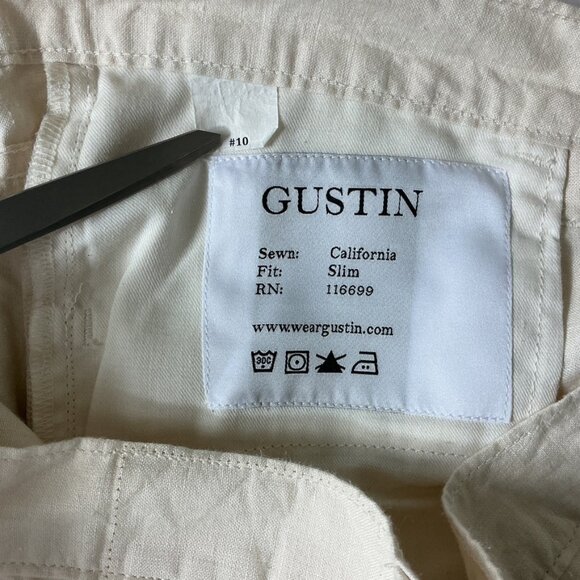 #10
GUSTIN
Sewn: California
Fit: Slim
RN: 116699
www.weargustin.com
30C